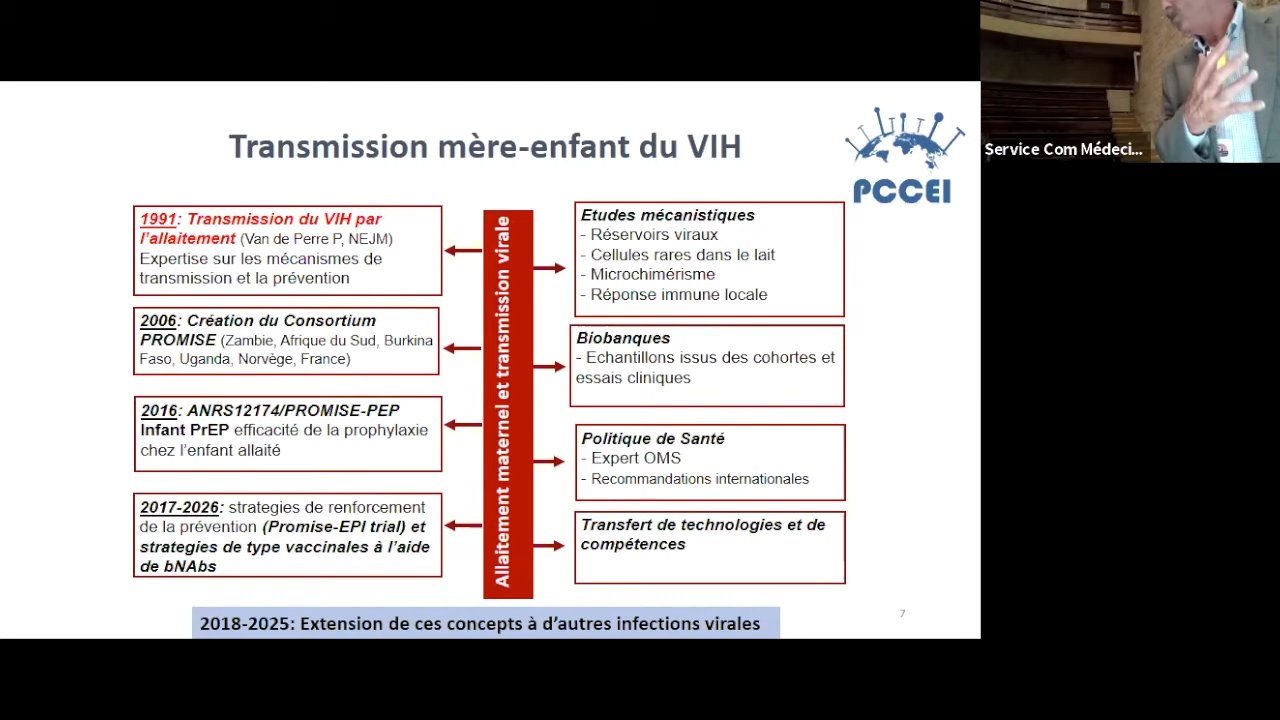 Transmission mère-enfant du VIH
PCCEI
Service Com Médeci...
1991: Transmission du VIH par
l'allaitement (Van de Perre P, NEJM)
Expertise sur les mécanismes de
transmission et la prévention
2006: Création du Consortium
PROMISE (Zambie, Afrique du Sud, Burkina
Faso, Uganda, Norvège, France)
2016: ANRS12174/PROMISE-PEP
Infant PrEP efficacité de la prophylaxie
chez l'enfant allaité
2017-2026: strategies de renforcement
de la prévention (Promise-EPI trial) et
strategies de type vaccinales à l'aide
de bNAbs
Allaitement maternel et transmission virale
Etudes mécanistiques
- Réservoirs viraux
- Cellules rares dans le lait
- Microchimérisme
- Réponse immune locale
Biobanques
- Echantillons issus des cohortes et
essais cliniques
Politique de Santé
- Expert OMS
- Recommandations internationales
Transfert de technologies et de
compétences
2018-2025: Extension de ces concepts à d'autres infections virales
7